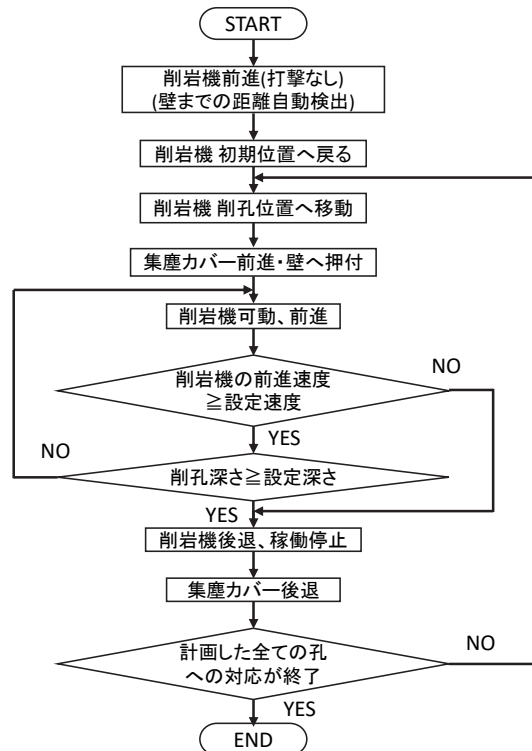 START
削岩機前進(打撃なし)
(壁までの距離自動検出)
削岩機 初期位置へ戻る
削岩機 削孔位置へ移動
集塵カバー前進・壁へ押付
削岩機可動、前進
削岩機の前進速度
≧設定速度
NO
YES
NO
削孔深さ≧設定深さ
YES
削岩機後退、稼働停止
集塵カバー後退
計画した全ての孔
への対応が終了
NO
YES
END